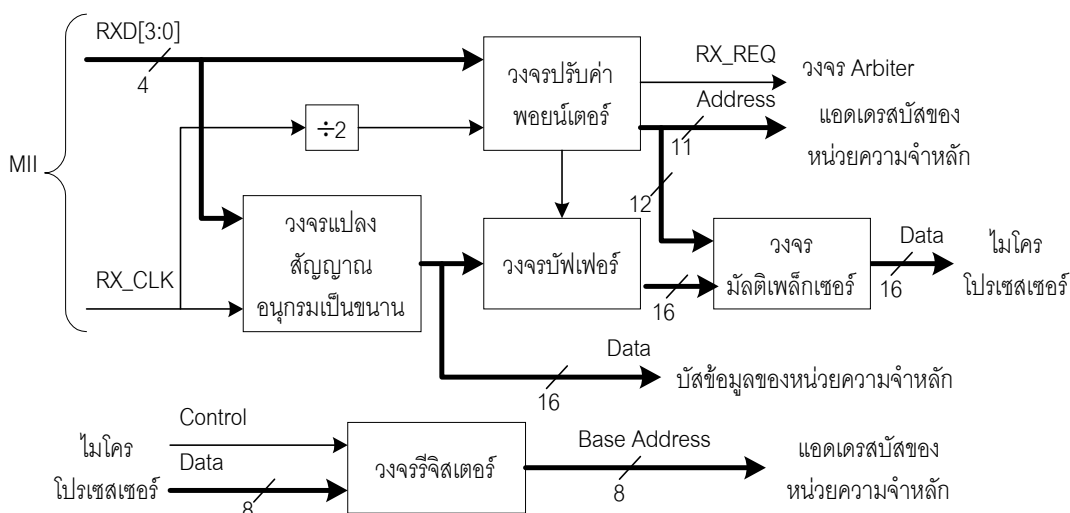 RXD[3:0]
4
MII
÷2
RX_CLK
วงจรปรับค่า
พอยน์เตอร์
RX_REQ
วงจร Arbiter
Address
11
แอดเดรสบัสของ
หน่วยความจำหลัก
12
วงจรแปลง
สัญญาณ
อนุกรมเป็นขนาน
วงจรบัฟเฟอร์
16
วงจร
มัลติเพล็กเซอร์
Data
16
ไมโคร
โปรเซสเซอร์
Data
16
บัสข้อมูลของหน่วยความจำหลัก
ไมโคร
โปรเซสเซอร์
Control
Data
8
วงจรรีจิสเตอร์
Base Address
8
แอดเดรสบัสของ
หน่วยความจำหลัก